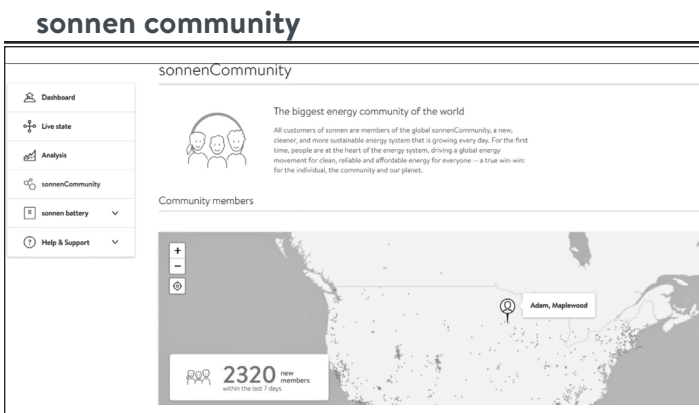 sonnen community
sonnenCommunity
Dashboard
Live state
Analysis
sonnenCommunity
sonnen battery
Help & Support
The biggest energy community of the world
All customers of sonnen are members of the global sonnenCommunity, a new,
cleaner, and more sustainable energy system that is growing every day. For the first
time, people are at the heart of the energy system, driving a global energy
movement for clean, reliable and affordable energy for everyone – a true win-win:
for the individual, the community and our planet.
Community members
+
−
Adam, Maplewood
2320 new members
within the last 7 days